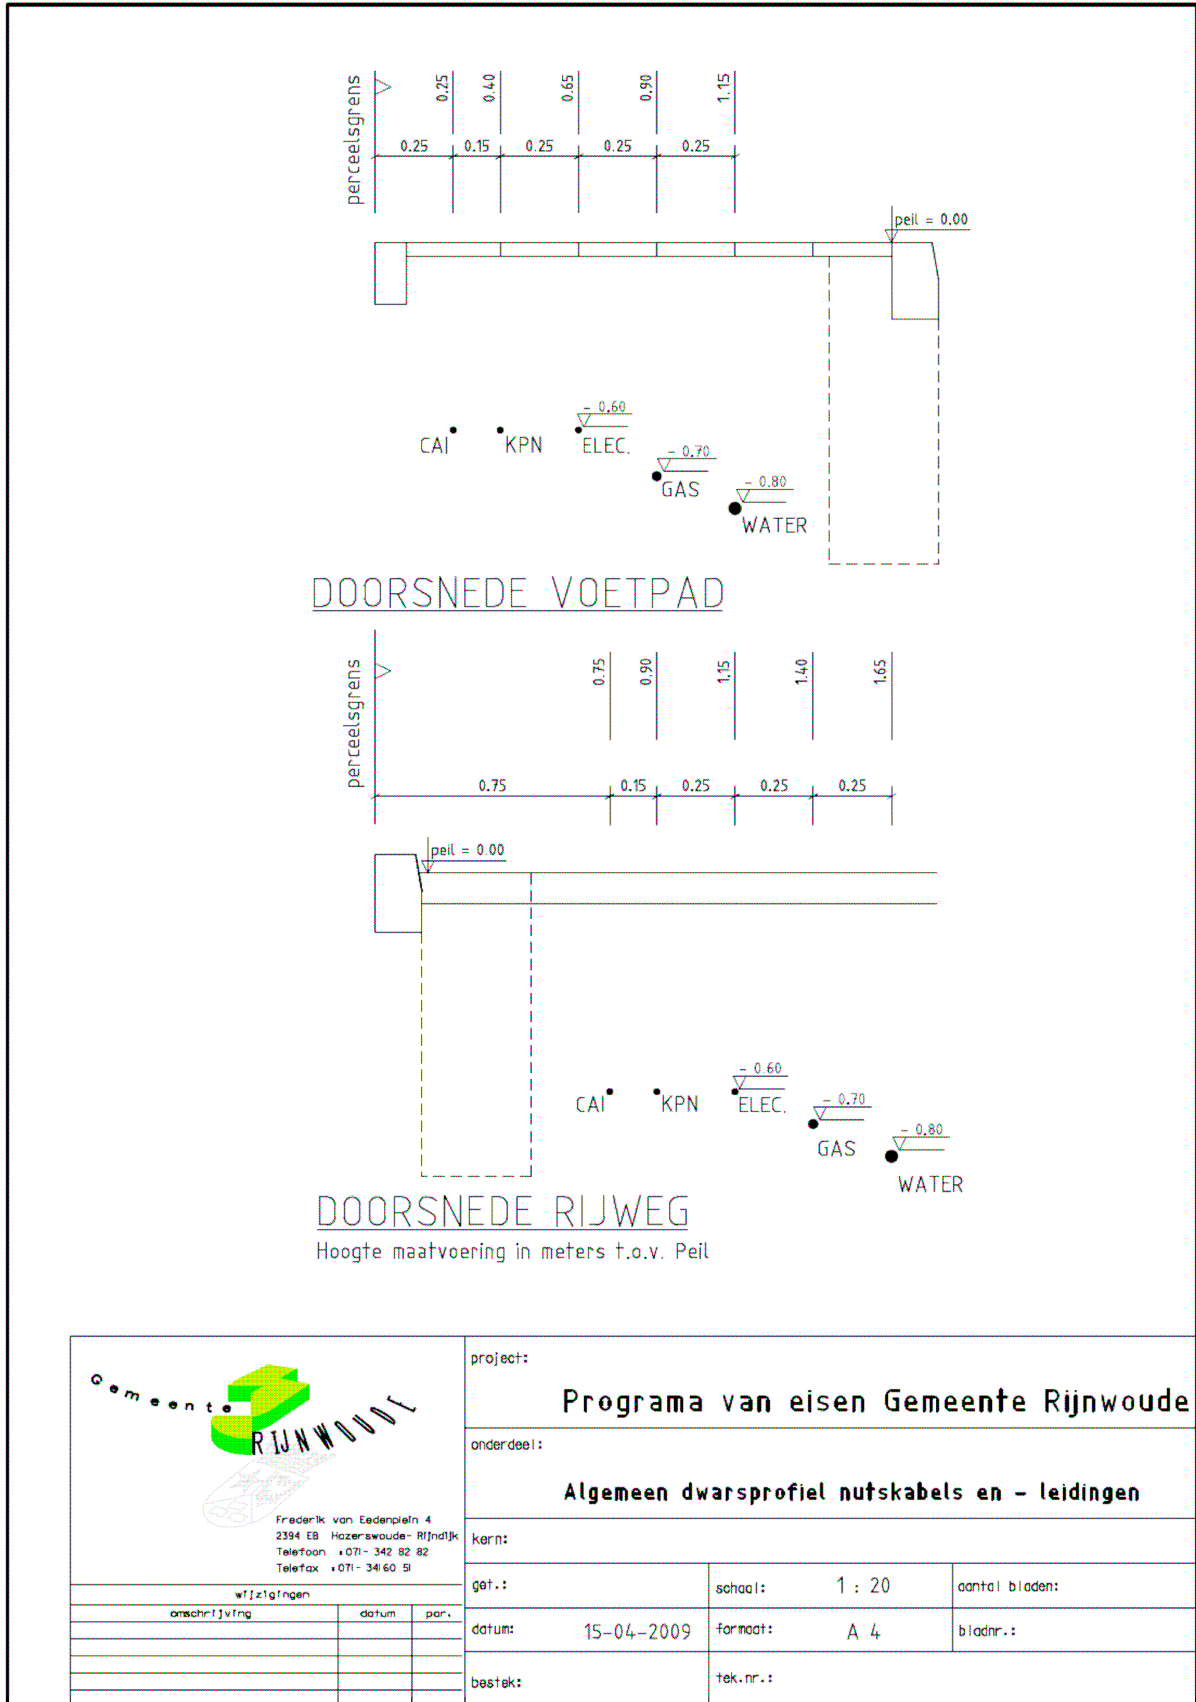 perceelsgrens
0.25 0.40 0.65 0.90 1.15
0.25 0.15 0.25 0.25 0.25
peil = 0.00
- 0.60
CAI KPN ELEC.
- 0.70
GAS
- 0.80
WATER
DOORSNEDE VOETPAD
perceelsgrens
0.75 0.90 1.15 1.40 1.65
0.75 0.15 0.25 0.25 0.25
peil = 0.00
- 0.60
CAI KPN ELEC.
- 0.70
GAS
- 0.80
WATER
DOORSNEDE RIJWEG
Hoogte maatvoering in meters t.o.v. Peil
Gemeente
RIJNWOUDE
Frederik van Eedenplein 4
2394 EB Hazerswoude- Rijndijk
Telefoon : 071- 342 82 82
Telefax : 071- 341 60 51
wijzigingen
omschrijving datum par.
project:
Programa van eisen Gemeente Rijnwoude
onderdeel:
Algemeen dwarsprofiel nutskabels en - leidingen
kern:
get.: schaal: 1 : 20 aantal bladen:
datum: 15-04-2009 formaat: A 4 bladnr.:
bestek: tek.nr.: